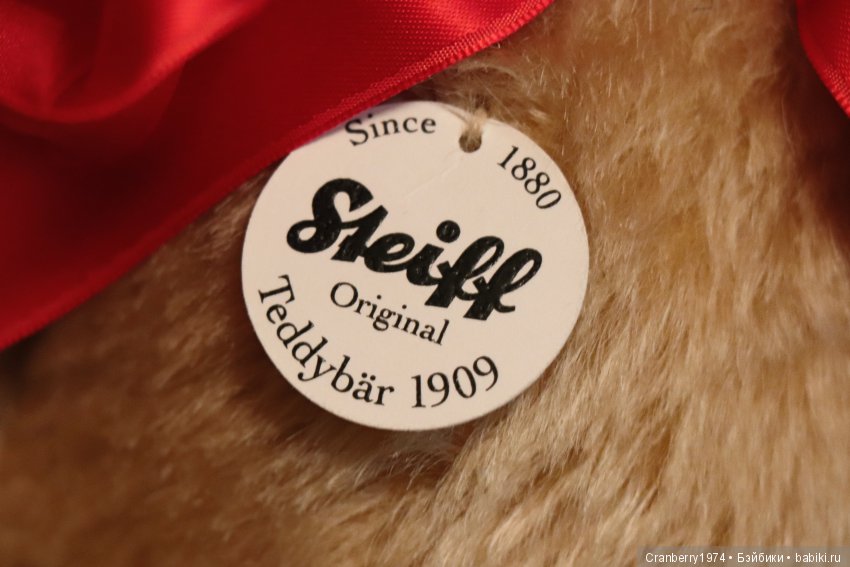 Since 1880
Steiff
Original
Teddybär 1909
Cranberry1974 • Бэйбики • babiki.ru